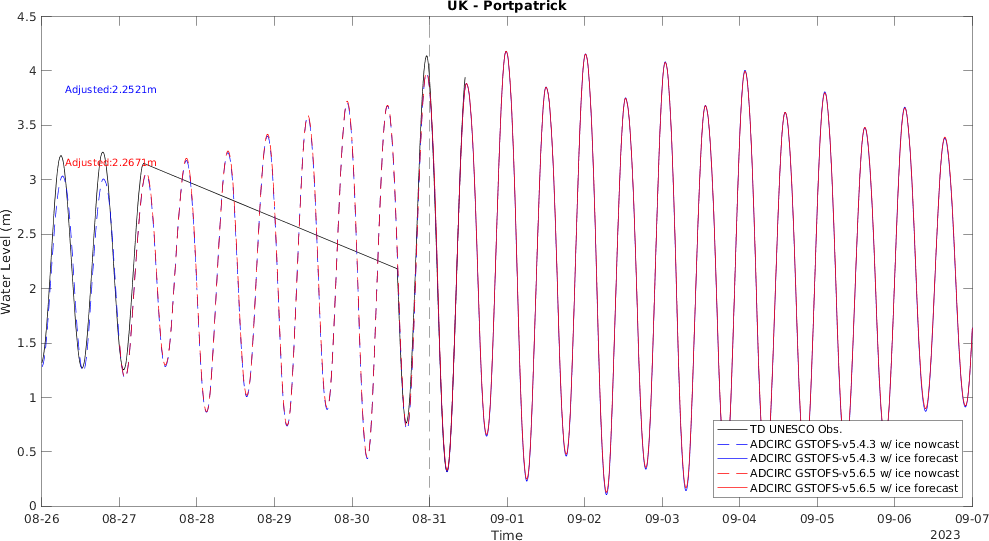 UK - Portpatrick
4.5
4
3.5
3
2.5
2
1.5
1
0.5
0
Water Level (m)
Adjusted:2.2521m
Adjusted:2.2671m
TD UNESCO Obs.
ADCIRC GSTOFS-v5.4.3 w/ ice nowcast
ADCIRC GSTOFS-v5.4.3 w/ ice forecast
ADCIRC GSTOFS-v5.6.5 w/ ice nowcast
ADCIRC GSTOFS-v5.6.5 w/ ice forecast
08-26 08-27 08-28 08-29 08-30 08-31 09-01 09-02 09-03 09-04 09-05 09-06 09-07
Time
2023